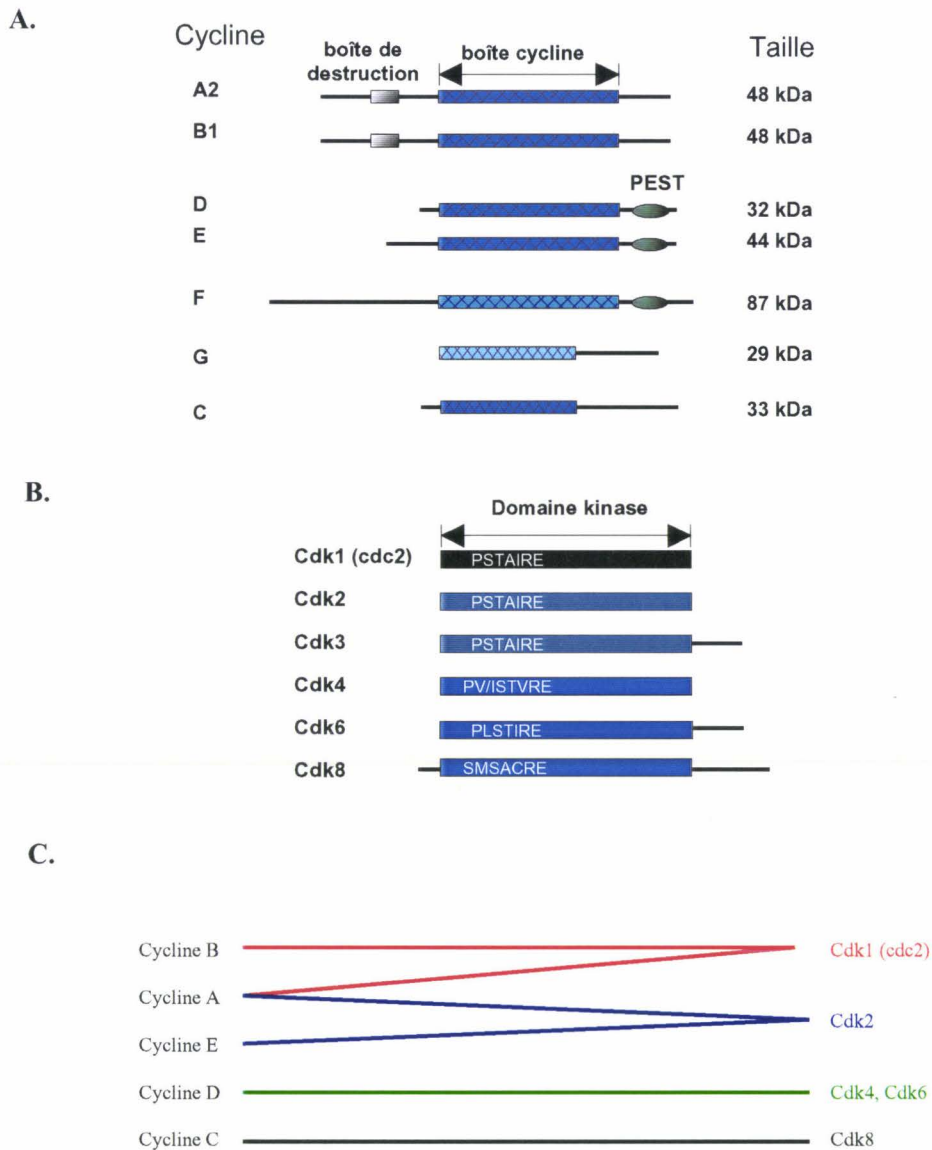 A.
Cycline
boîte de
destruction
boîte cycline
Taille
A2
48 kDa
B1
48 kDa
PEST
D
32 kDa
E
44 kDa
F
87 kDa
G
29 kDa
C
33 kDa
B.
Domaine kinase
Cdk1 (cdc2)
PSTAIRE
Cdk2
PSTAIRE
Cdk3
PSTAIRE
Cdk4
PV/ISTVRE
Cdk6
PLSTIRE
Cdk8
SMSACRE
C.
Cycline B
Cdk1 (cdc2)
Cycline A
Cdk2
Cycline E
Cycline D
Cdk4, Cdk6
Cycline C
Cdk8